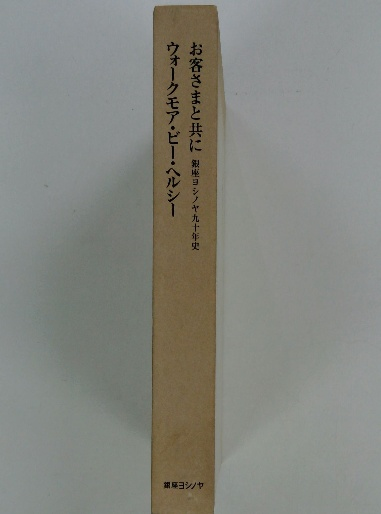 お客さまと共に 銀座ヨシノヤ九十年史
ウォークモア・ビー・ヘルシー
銀座ヨシノヤ